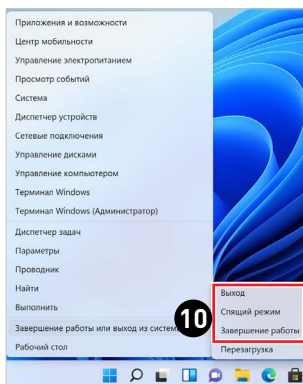 Приложения и возможности
Центр мобильности
Управление электропитанием
Просмотр событий
Система
Диспетчер устройств
Сетевые подключения
Управление дисками
Управление компьютером
Терминал Windows
Терминал Windows (Администратор)
Диспетчер задач
Параметры
Проводник
Найти
Выполнить
Завершение работы или выход из систем
Рабочий стол
10
Выход
Спящий режим
Завершение работы
Перезагрузка